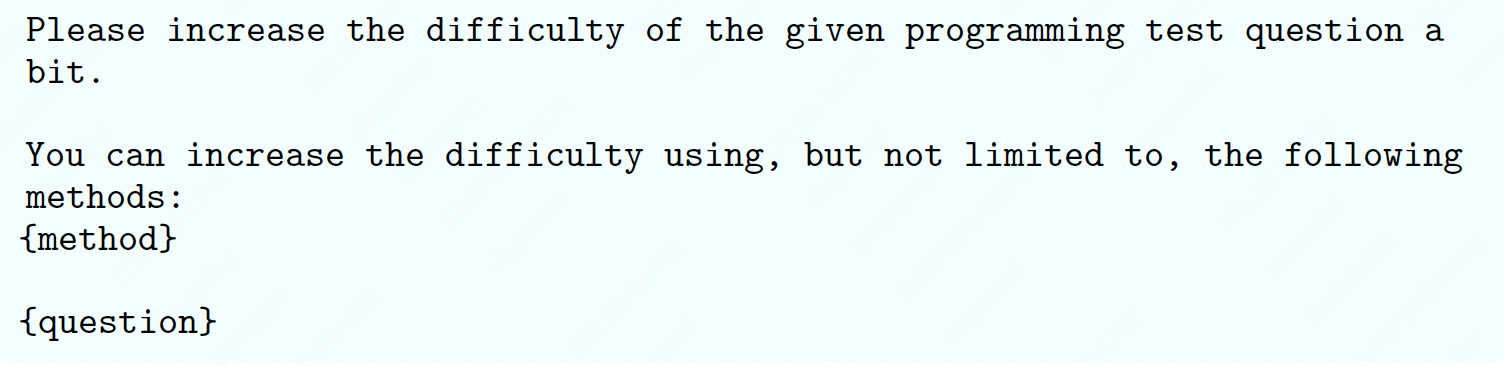 Please increase the difficulty of the given programming test question a
bit.
You can increase the difficulty using, but not limited to, the following
methods:
{method}
{question}